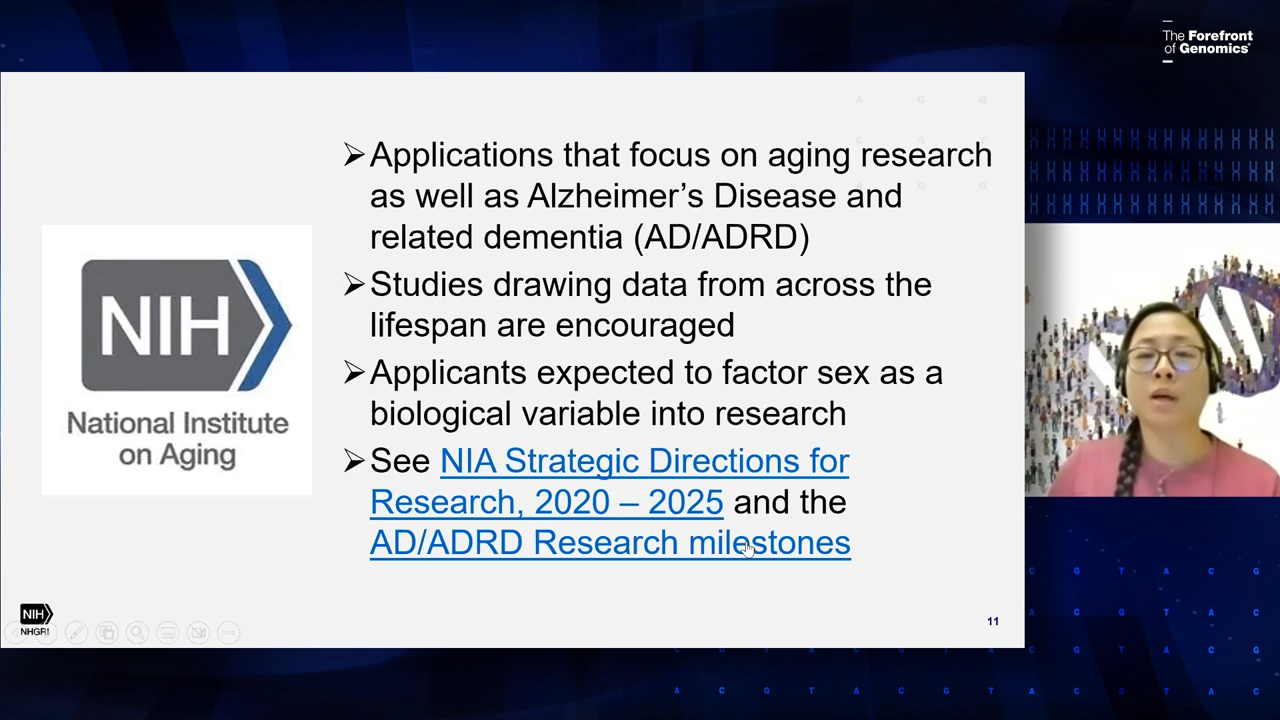 The Forefront
of Genomics®
➢Applications that focus on aging research
as well as Alzheimer’s Disease and
related dementia (AD/ADRD)
➢Studies drawing data from across the
lifespan are encouraged
➢Applicants expected to factor sex as a
biological variable into research
➢See NIA Strategic Directions for
Research, 2020 – 2025 and the
AD/ADRD Research milestones
NIH
National Institute
on Aging
NIH
NHGRI
11
A C G
C G T
A C G
C G T A C G
A C G T A C
C G T A C G T A C G
A C G T A C G T A C G T A C